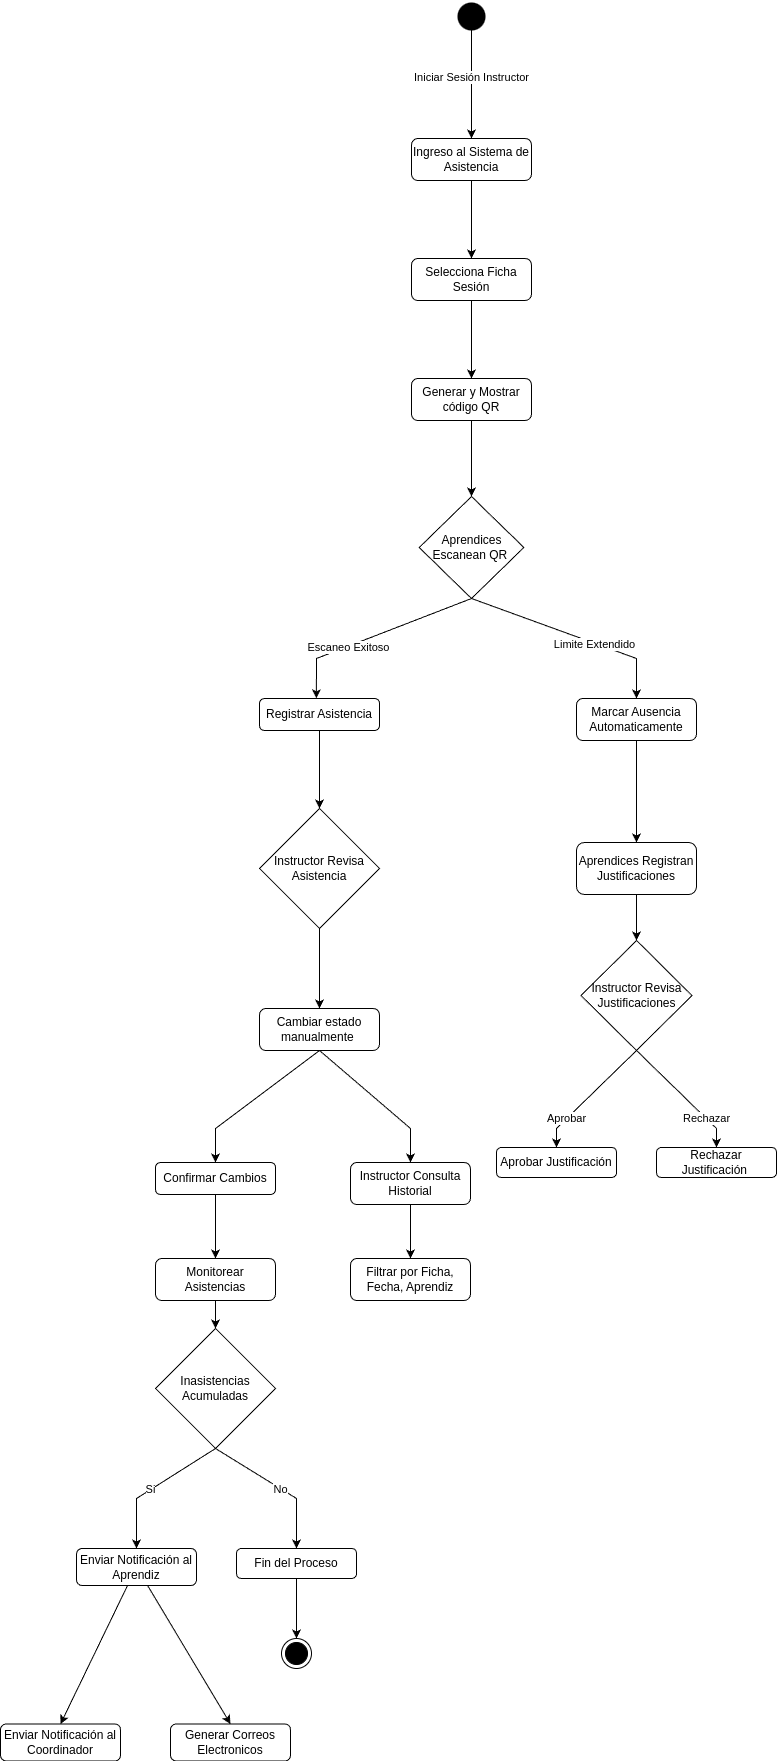 Iniciar Sesión Instructor
Ingreso al Sistema de
Asistencia
Selecciona Ficha
Sesión
Generar y Mostrar
código QR
Aprendices
Escanean QR
Escaneo Exitoso
Limite Extendido
Registrar Asistencia
Marcar Ausencia
Automaticamente
Instructor Revisa
Asistencia
Aprendices Registran
Justificaciones
Instructor Revisa
Justificaciones
Cambiar estado
manualmente
Aprobar
Rechazar
Aprobar Justificación
Rechazar
Justificación
Confirmar Cambios
Instructor Consulta
Historial
Monitorear
Asistencias
Filtrar por Ficha,
Fecha, Aprendiz
Inasistencias
Acumuladas
Si
No
Enviar Notificación al
Aprendiz
Fin del Proceso
Enviar Notificación al
Coordinador
Generar Correos
Electronicos